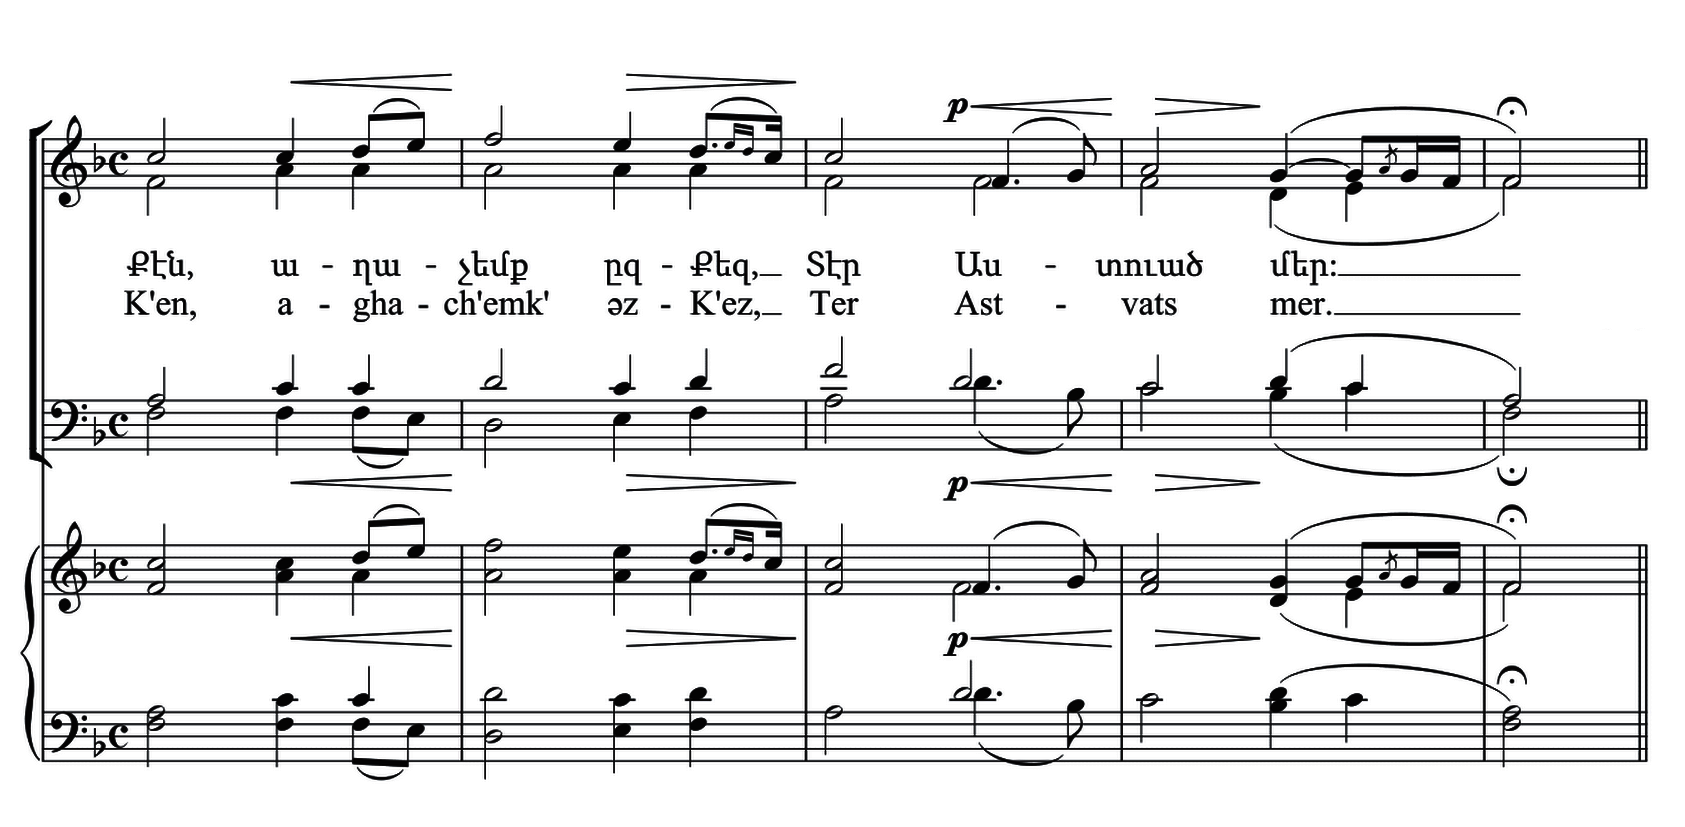 p
Քէն, ա - ղա - չեմք ըզ - Քեզ, Տէր Աս - տուած մեր:
K'en, a - gha - ch'emk' əz - K'ez, Ter Ast - vats mer.
p
p